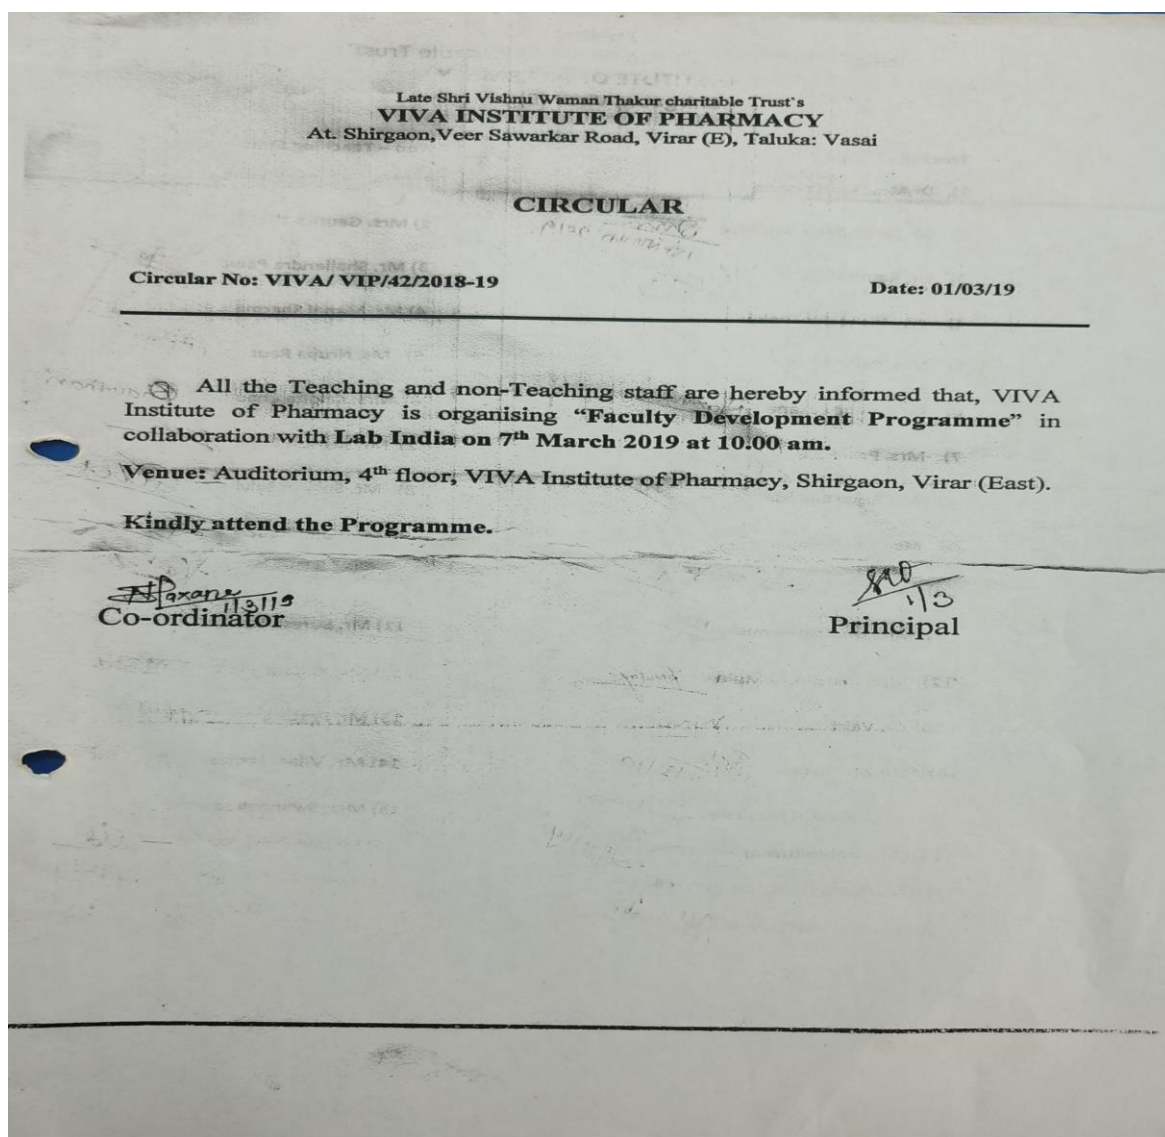 Late Shri Vishnu Waman Thakur charitable Trust`s
VIVA INSTITUTE OF PHARMACY
At. Shirgaon,Veer Sawarkar Road, Virar (E), Taluka: Vasai
CIRCULAR
Circular No: VIVA/ VIP/42/2018-19 Date: 01/03/19
All the Teaching and non-Teaching staff are hereby informed that, VIVA
Institute of Pharmacy is organising “Faculty Development Programme” in
collaboration with Lab India on 7th March 2019 at 10.00 am.
Venue: Auditorium, 4th floor, VIVA Institute of Pharmacy, Shirgaon, Virar (East).
Kindly attend the Programme.
1/3/19
1/3
Co-ordinator Principal